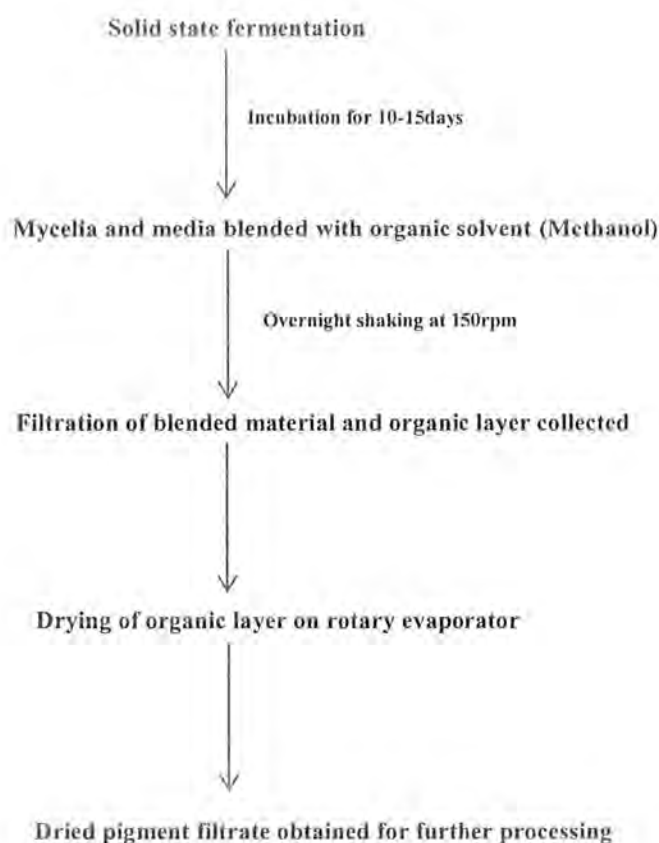 Solid state fermentation
Incubation for 10-15days
Mycelia and media blended with organic solvent (Methanol)
Overnight shaking at 150rpm
Filtration of blended material and organic layer collected
Drying of organic layer on rotary evaporator
Dried pigment filtrate obtained for further processing